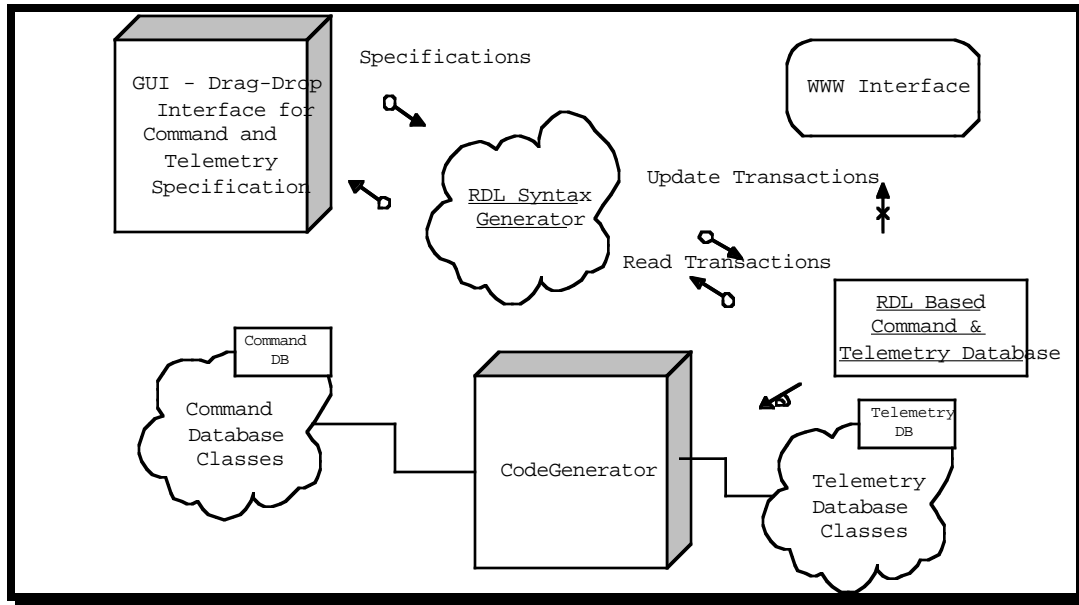 Specifications
GUI - Drag-Drop
Interface for
Command and
Telemetry
Specification
WWW Interface
RDL Syntax
Generator
Update Transactions
Read Transactions
RDL Based
Command &
Telemetry Database
Command
DB
Command
Database
Classes
CodeGenerator
Telemetry
DB
Telemetry
Database
Classes